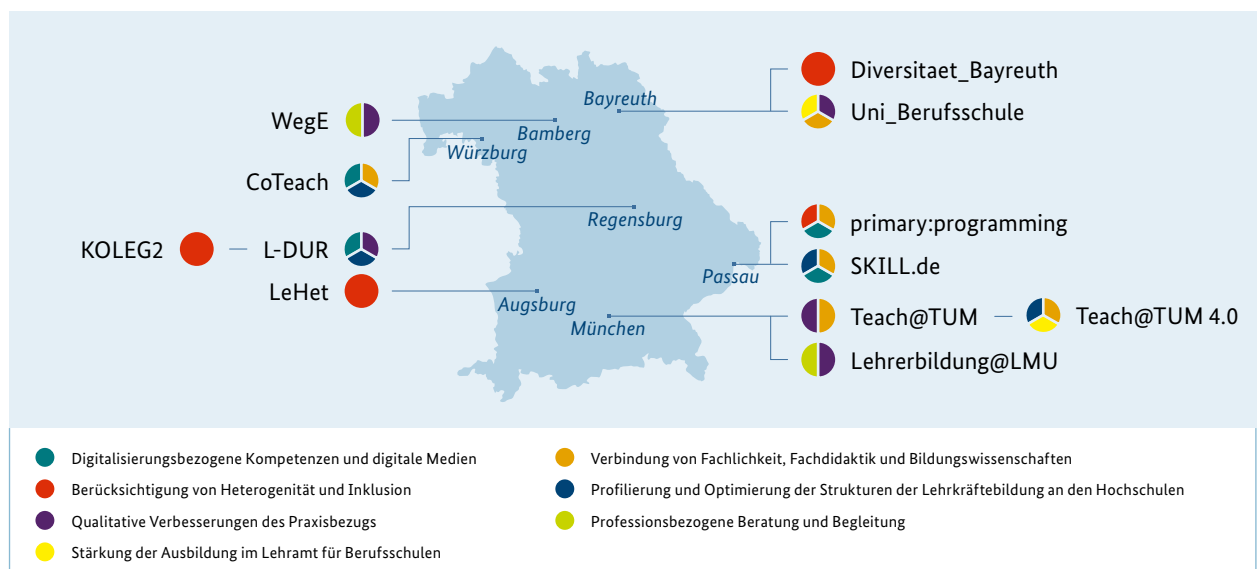 Diversitaet_Bayreuth
Bayreuth
Uni_Berufsschule
WegE
Bamberg
Würzburg
CoTeach
Regensburg
primary:programming
KOLEG2
L-DUR
SKILL.de
Passau
LeHet
Augsburg
München
Teach@TUM
Teach@TUM 4.0
Lehrerbildung@LMU
Digitalisierungsbezogene Kompetenzen und digitale Medien
Berücksichtigung von Heterogenität und Inklusion
Qualitative Verbesserungen des Praxisbezugs
Stärkung der Ausbildung im Lehramt für Berufsschulen
Verbindung von Fachlichkeit, Fachdidaktik und Bildungswissenschaften
Profilierung und Optimierung der Strukturen der Lehrkräftebildung an den Hochschulen
Professionsbezogene Beratung und Begleitung